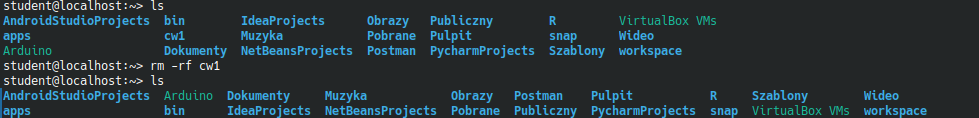 student@localhost:~> ls
AndroidStudioProjects bin IdeaProjects Obrazy Publiczny R VirtualBox VMs
apps cw1 Muzyka Pobrane Pulpit snap Wideo
Arduino Dokumenty NetBeansProjects Postman PycharmProjects Szablony workspace
student@localhost:~> rm -rf cw1
student@localhost:~> ls
AndroidStudioProjects Arduino Dokumenty Muzyka Obrazy Postman Pulpit R Szablony Wideo
apps bin IdeaProjects NetBeansProjects Pobrane Publiczny PycharmProjects snap VirtualBox VMs workspace